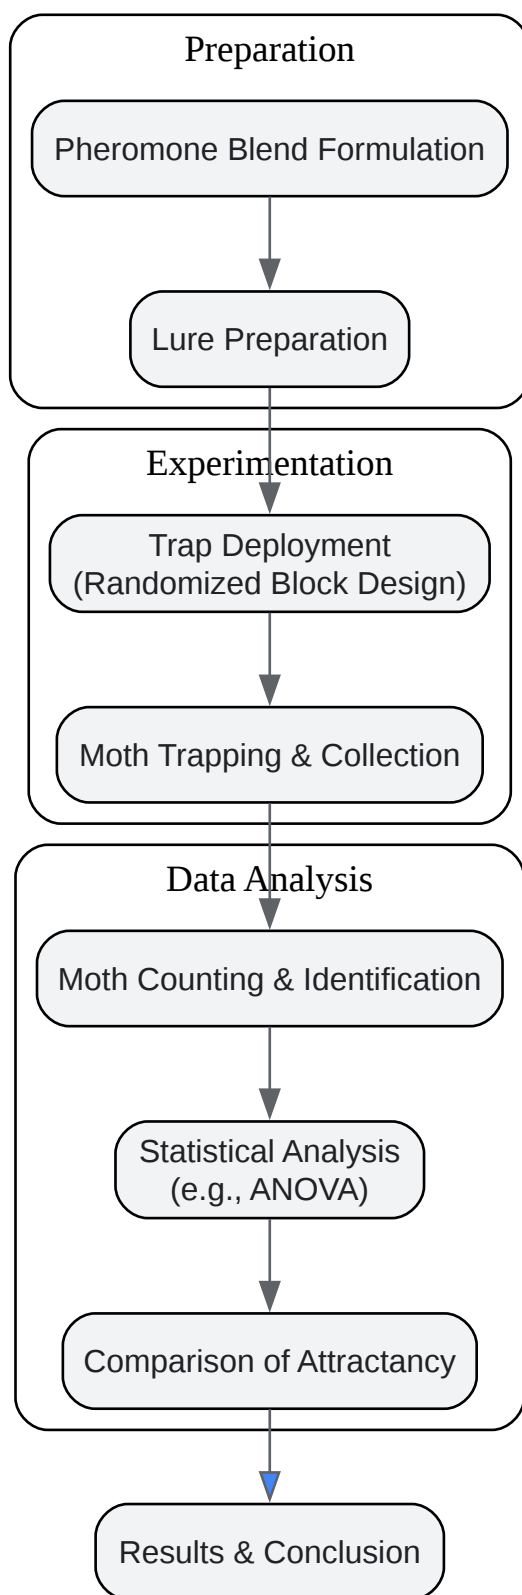 Preparation
Pheromone Blend Formulation
Lure Preparation
Experimentation
Trap Deployment
(Randomized Block Design)
Moth Trapping & Collection
Data Analysis
Moth Counting & Identification
Statistical Analysis
(e.g., ANOVA)
Comparison of Attractancy
Results & Conclusion